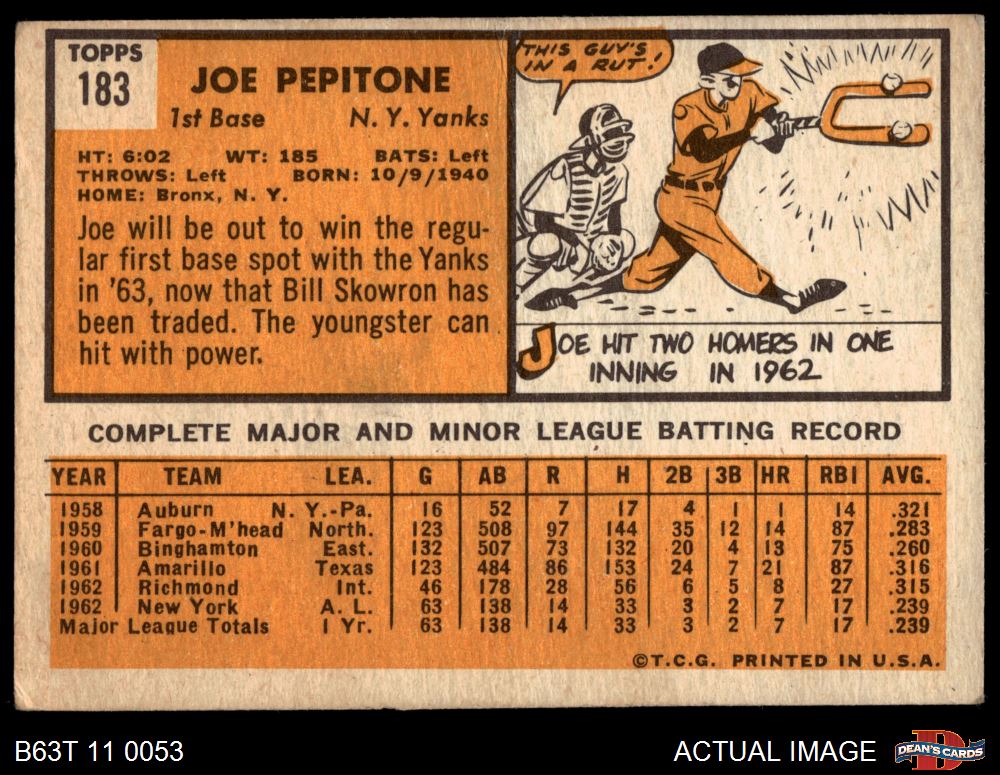 TOPPS
183
JOE PEPITONE
1st Base N. Y. Yanks
HT: 6:02 WT: 185 BATS: Left
THROWS: Left BORN: 10/9/1940
HOME: Bronx, N. Y.
Joe will be out to win the regu-
lar first base spot with the Yanks
in '63, now that Bill Skowron has
been traded. The youngster can
hit with power.
THIS GUY'S
IN A RUT!
JOE HIT TWO HOMERS IN ONE
INNING IN 1962
COMPLETE MAJOR AND MINOR LEAGUE BATTING RECORD
YEAR TEAM LEA. G AB R H 2B 3B HR RBI AVG.
1958 Auburn N. Y.-Pa. 16 52 7 17 4 1 1 14 .321
1959 Fargo-M'head North. 123 508 97 144 35 12 14 87 .283
1960 Binghamton East. 132 507 73 132 20 4 13 75 .260
1961 Amarillo Texas 123 484 86 153 24 7 21 87 .316
1962 Richmond Int. 46 178 28 56 6 5 8 27 .315
1962 New York A. L. 63 138 14 33 3 2 7 17 .239
Major League Totals 1 Yr. 63 138 14 33 3 2 7 17 .239
©T.C.G. PRINTED IN U.S.A.
B63T 11 0053 ACTUAL IMAGE D DEAN'S CARDS